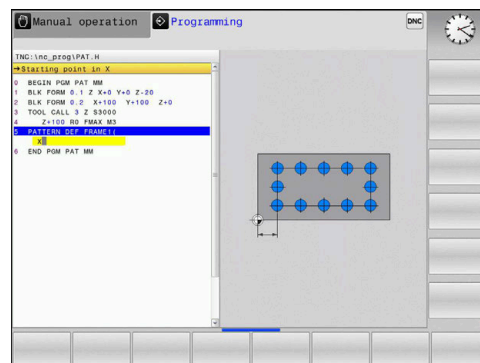 Manual operation
Programming
DNC
TNC:\nc_prog\PAT.H
→Starting point in X
0 BEGIN PGM PAT MM
1 BLK FORM 0.1 Z X+0 Y+0 Z-20
2 BLK FORM 0.2 X+100 Y+100 Z+0
3 TOOL CALL 3 Z S3000
4 Z+100 R0 FMAX M3
5 PATTERN DEF FRAME1(
X
6 END PGM PAT MM